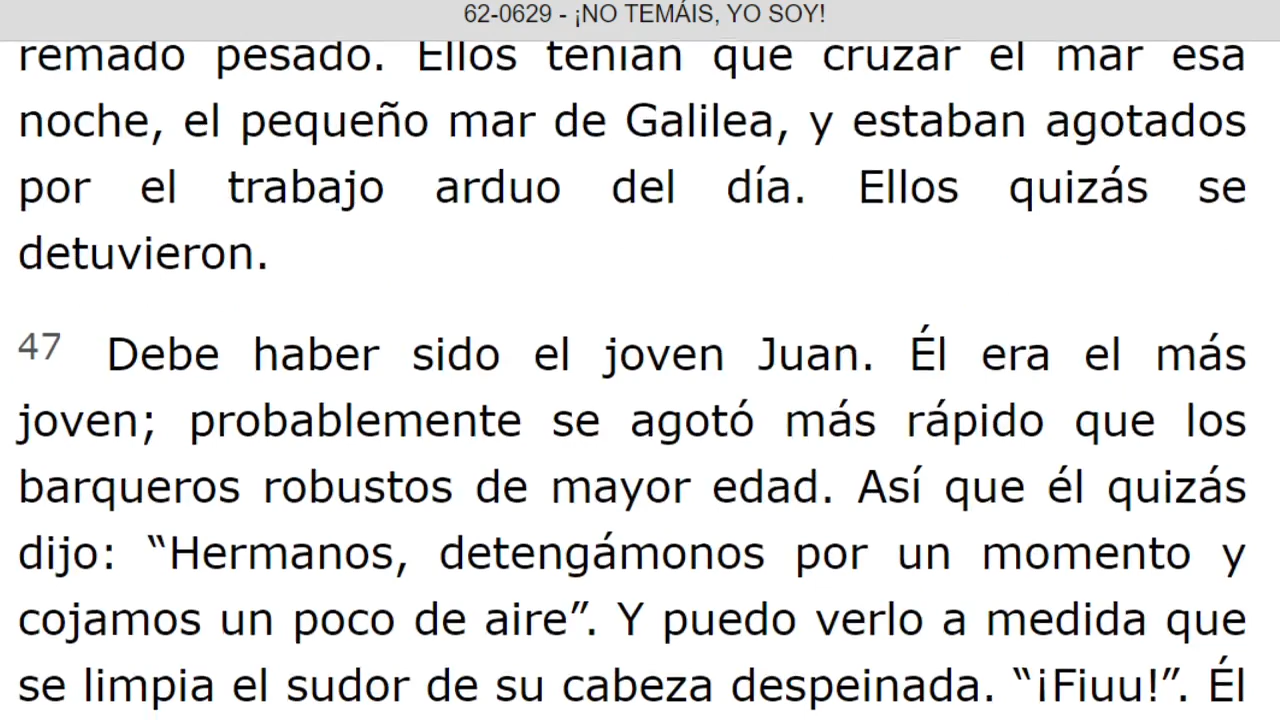 62-0629 - ¡NO TEMÁIS, YO SOY!
remado pesado. Ellos tenían que cruzar el mar esa
noche, el pequeño mar de Galilea, y estaban agotados
por el trabajo arduo del día. Ellos quizás se
detuvieron.
47 Debe haber sido el joven Juan. Él era el más
joven; probablemente se agotó más rápido que los
barqueros robustos de mayor edad. Así que él quizás
dijo: “Hermanos, detengámonos por un momento y
cojamos un poco de aire”. Y puedo verlo a medida que
se limpia el sudor de su cabeza despeinada. “¡Fiuu!”. Él